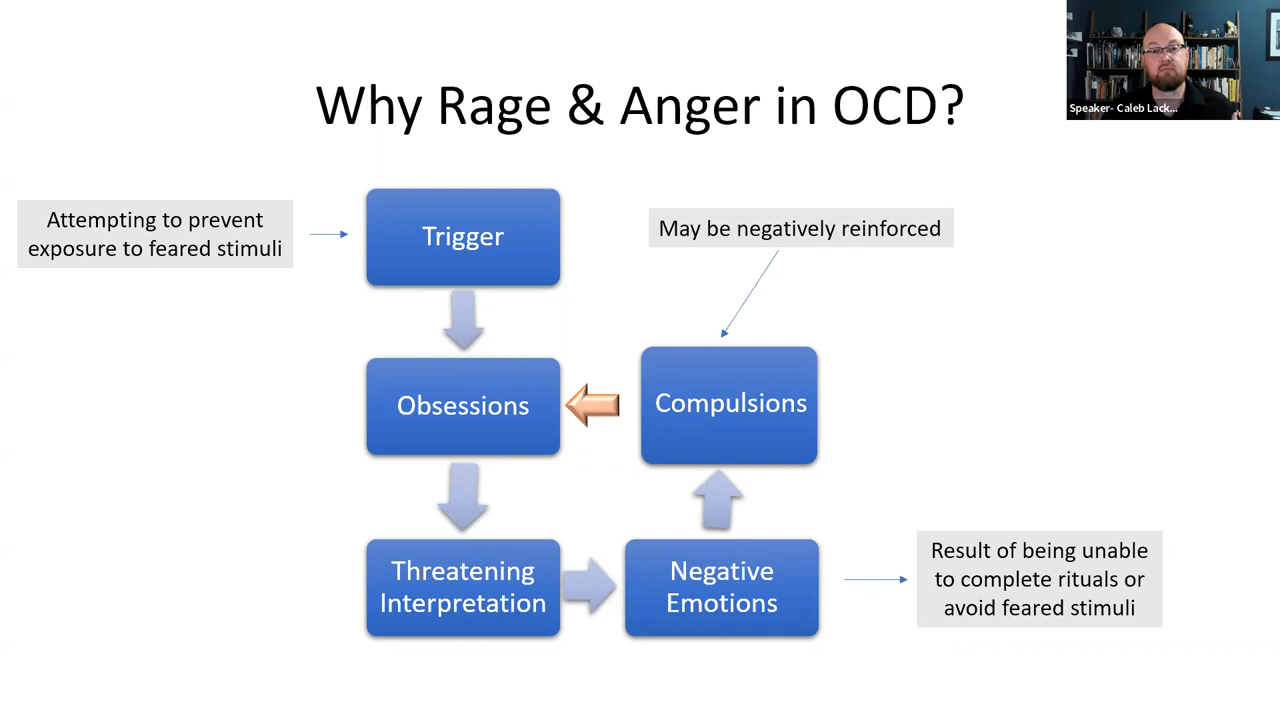 Why Rage & Anger in OCD?
Speaker- Caleb Lack...
Attempting to prevent
exposure to feared stimuli
Trigger
May be negatively reinforced
Obsessions
Compulsions
Threatening
Interpretation
Negative
Emotions
Result of being unable
to complete rituals or
avoid feared stimuli